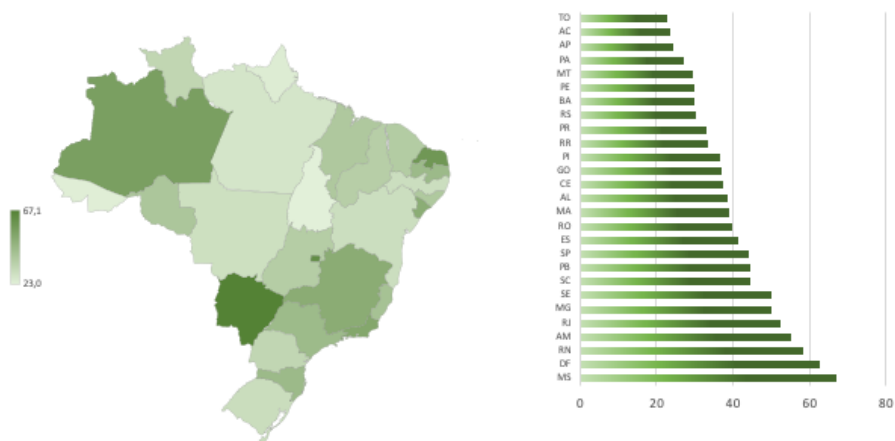 67,1
23,0
TO
AC
AP
PA
MT
PE
BA
RS
PR
RR
PI
GO
CE
AL
MA
RO
ES
SP
PB
SC
SE
MG
RJ
AM
RN
DF
MS
0 20 40 60 80